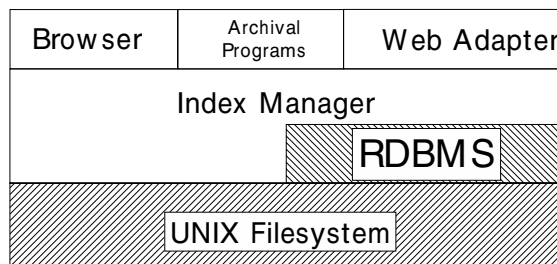 Browser
Archival
Programs
Web Adapter
Index Manager
RDBMS
UNIX Filesystem